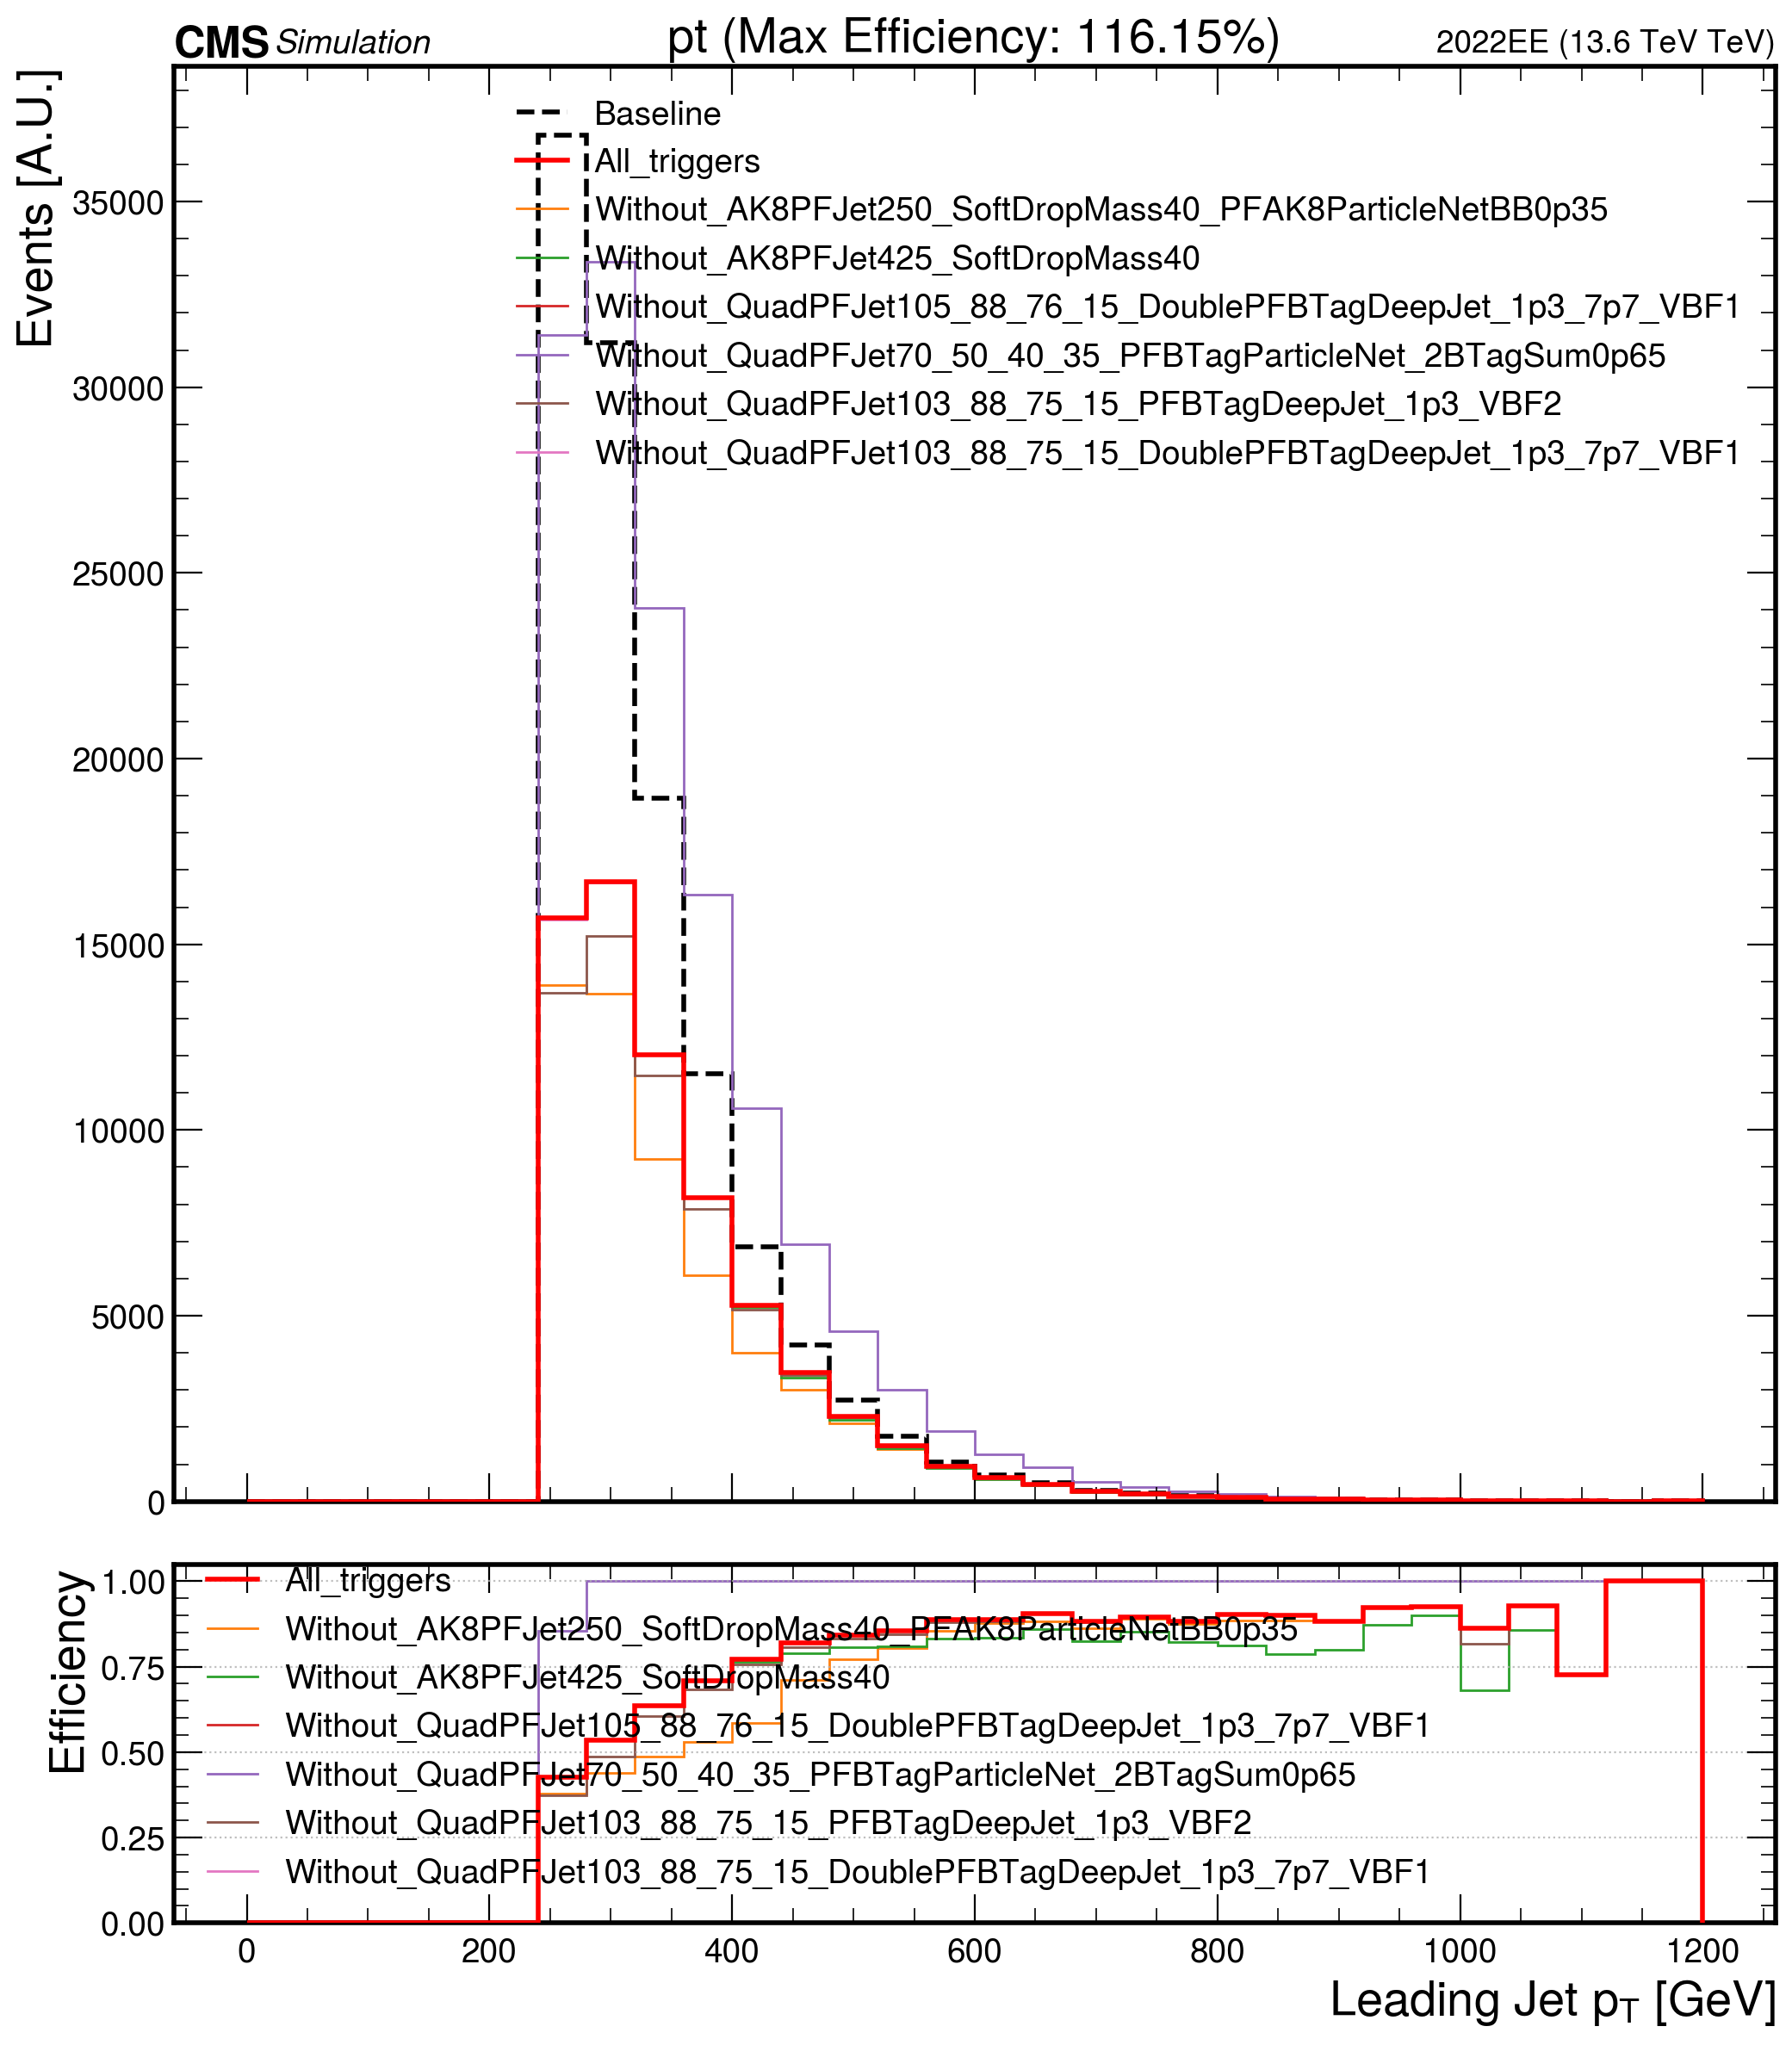 CMS Simulation pt (Max Efficiency: 116.15%) 2022EE (13.6 TeV TeV)
Events [A.U.]
Baseline
All_triggers
Without_AK8PFJet250_SoftDropMass40_PFAK8ParticleNetBB0p35
Without_AK8PFJet425_SoftDropMass40
Without_QuadPFJet105_88_76_15_DoublePFBTagDeepJet_1p3_7p7_VBF1
Without_QuadPFJet70_50_40_35_PFBTagParticleNet_2BTagSum0p65
Without_QuadPFJet103_88_75_15_PFBTagDeepJet_1p3_VBF2
Without_QuadPFJet103_88_75_15_DoublePFBTagDeepJet_1p3_7p7_VBF1
35000
30000
25000
20000
15000
10000
5000
0
Efficiency
1.00
0.75
0.50
0.25
0.00
All_triggers
Without_AK8PFJet250_SoftDropMass40_PFAK8ParticleNetBB0p35
Without_AK8PFJet425_SoftDropMass40
Without_QuadPFJet105_88_76_15_DoublePFBTagDeepJet_1p3_7p7_VBF1
Without_QuadPFJet70_50_40_35_PFBTagParticleNet_2BTagSum0p65
Without_QuadPFJet103_88_75_15_PFBTagDeepJet_1p3_VBF2
Without_QuadPFJet103_88_75_15_DoublePFBTagDeepJet_1p3_7p7_VBF1
0 200 400 600 800 1000 1200
Leading Jet pT [GeV]